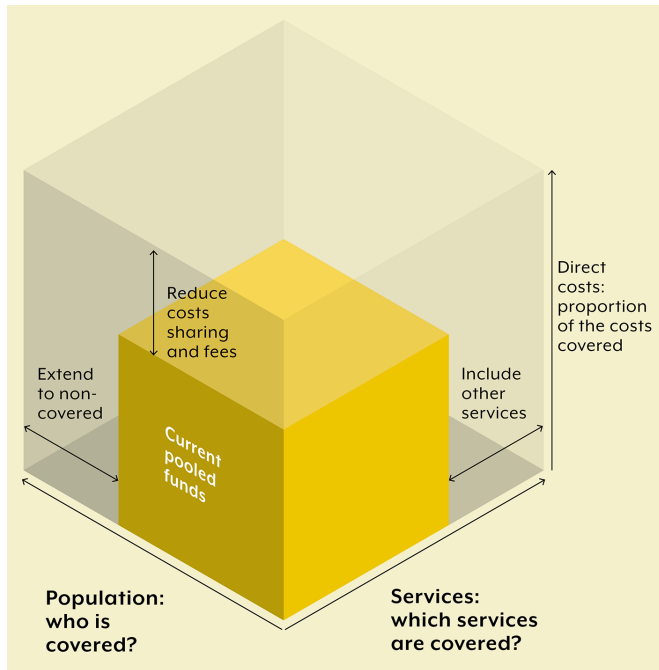 Reduce
costs
sharing
and fees
Direct
costs:
proportion
of the costs
covered
Extend
to non-
covered
Include
other
services
Current
pooled
funds
Population:
who is
covered?
Services:
which services
are covered?